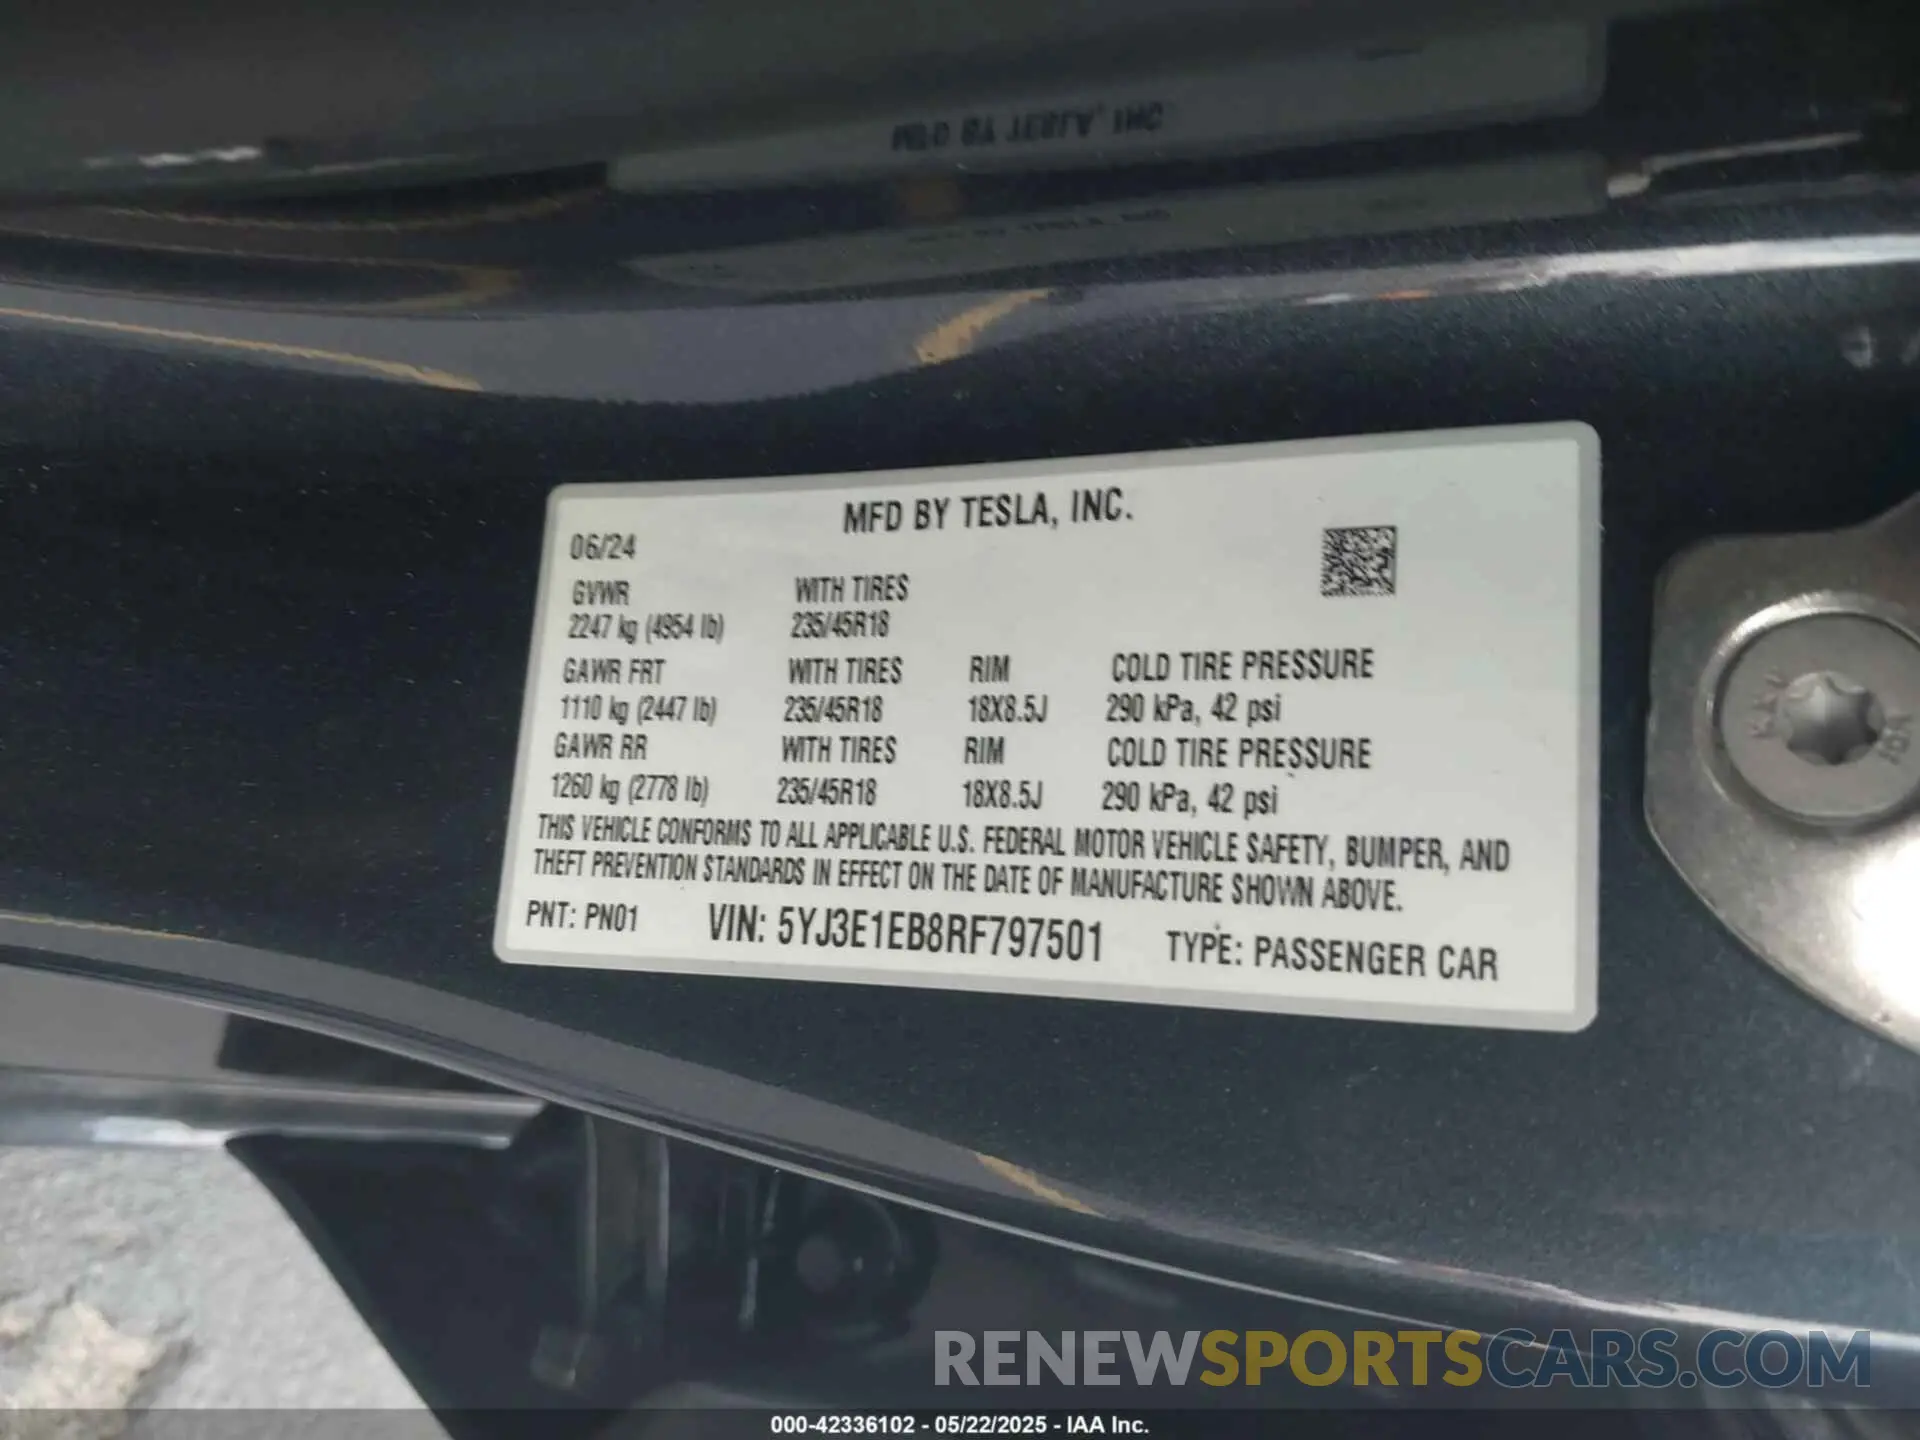 MFD BY TESLA, INC.
06/24
GVWR WITH TIRES
2247 kg (4954 lb) 235/45R18
GAWR FRT WITH TIRES RIM COLD TIRE PRESSURE
1110 kg (2447 lb) 235/45R18 18X8.5J 290 kPa, 42 psi
GAWR RR WITH TIRES RIM COLD TIRE PRESSURE
1260 kg (2778 lb) 235/45R18 18X8.5J 290 kPa, 42 psi
THIS VEHICLE CONFORMS TO ALL APPLICABLE U.S. FEDERAL MOTOR VEHICLE SAFETY, BUMPER, AND
THEFT PREVENTION STANDARDS IN EFFECT ON THE DATE OF MANUFACTURE SHOWN ABOVE.
PNT: PN01 VIN: 5YJ3E1EB8RF797501 TYPE: PASSENGER CAR
RENEWSPORTSCARS.COM
000-42336102 - 05/22/2025 - IAA Inc.